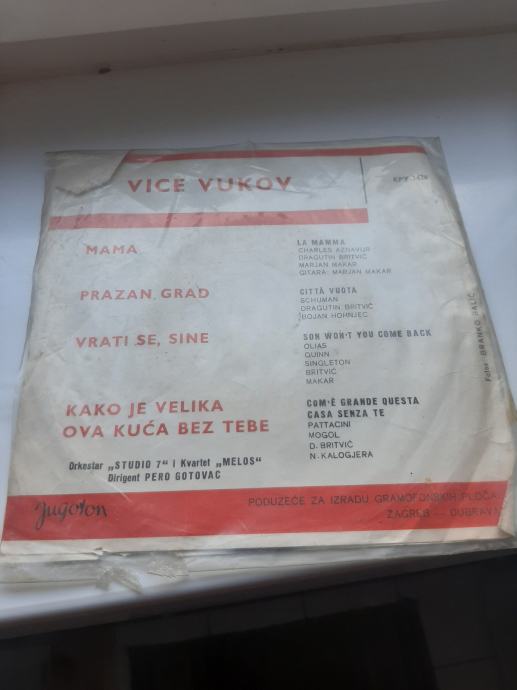 VICE VUKOV
MAMA
LA MAMMA
CHARLES AZNAVUR
DRAGUTIN BRITVIĆ
MARJAN MAKAR
GITARA: MARJAN MAKAR
PRAZAN GRAD
CITTÀ VUOTA
SCHUMAN
DRAGUTIN BRITVIĆ
BOJAN HOHNJEC
VRATI SE, SINE
SON WON'T YOU COME BACK
OLIAS
QUINN
SINGLETON
BRITVIĆ
MAKAR
KAKO JE VELIKA
OVA KUĆA BEZ TEBE
COM'È GRANDE QUESTA
CASA SENZA TE
PATTACINI
MOGOL
D. BRITVIĆ
N. KALOGJERA
Orkestar „STUDIO 7" i Kvartet „MELOS"
Dirigent PERO GOTOVAC
Foto: BRANKO BALIĆ
Jugoton
PODUZEĆE ZA IZRADU GRAMOFONSKIH PLOČA
ZAGREB — DUBRAVA